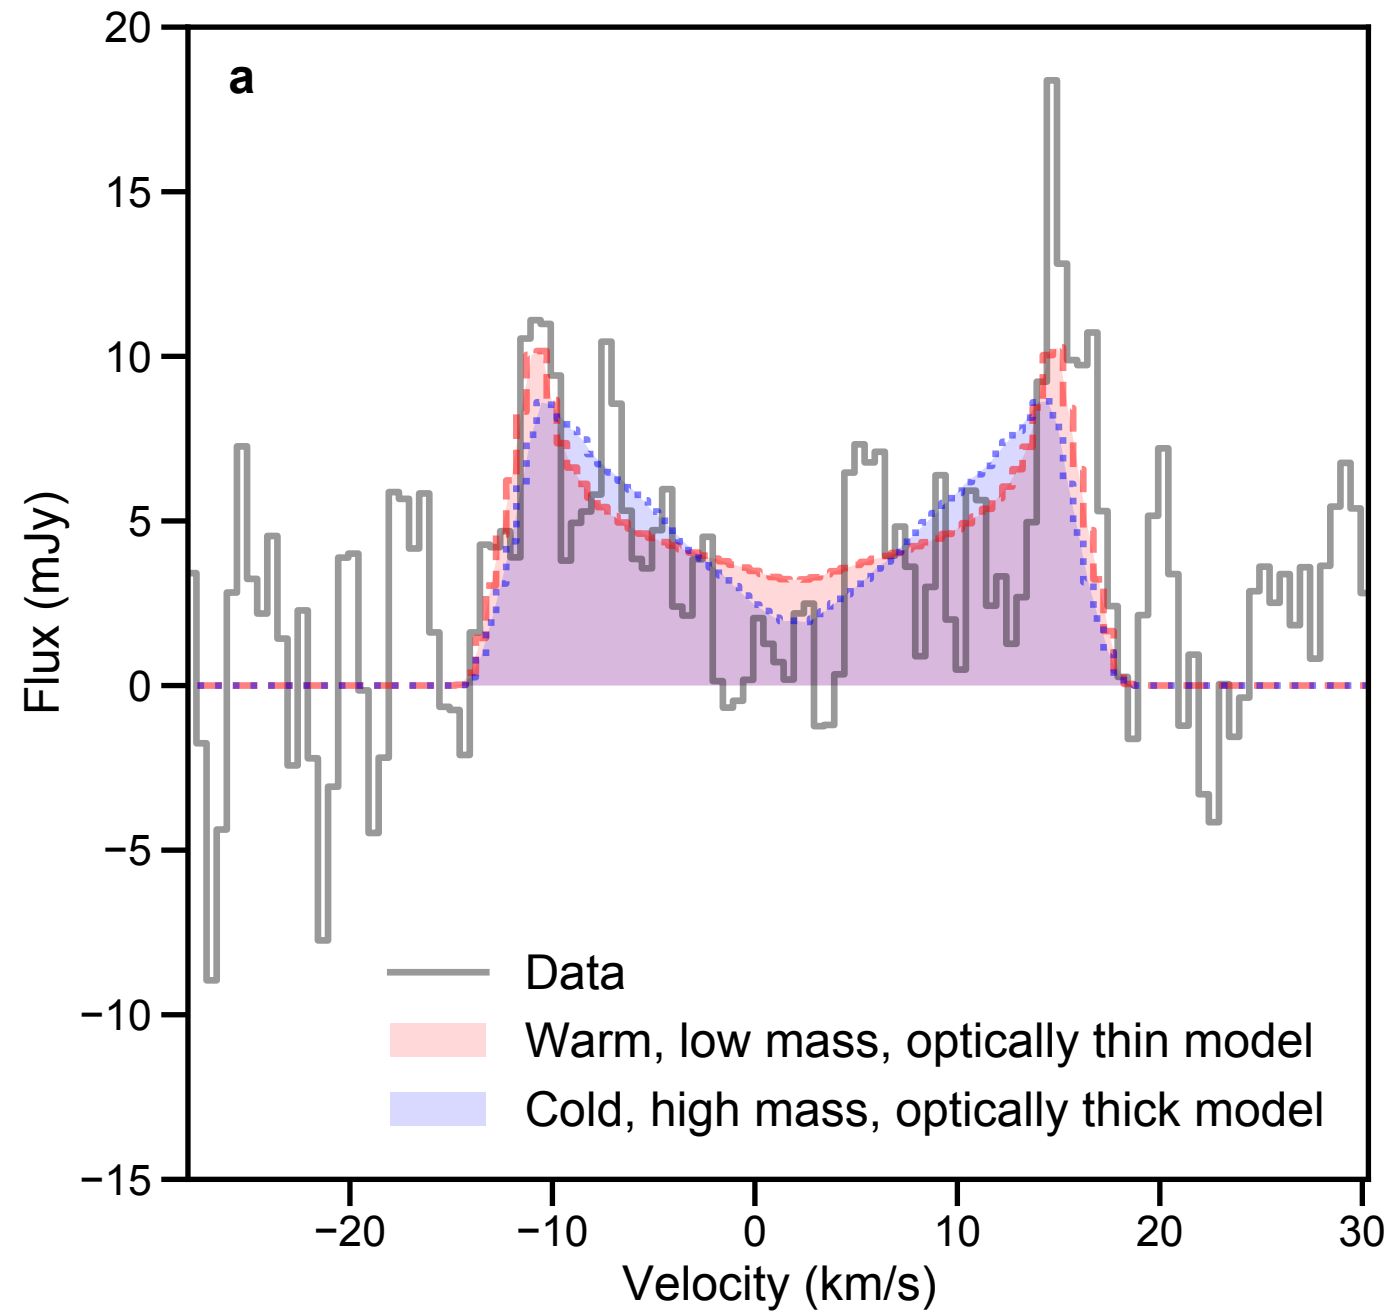 a
20
15
10
5
0
−5
−10
−15
Flux (mJy)
Data
Warm, low mass, optically thin model
Cold, high mass, optically thick model
−20 −10 0 10 20 30
Velocity (km/s)